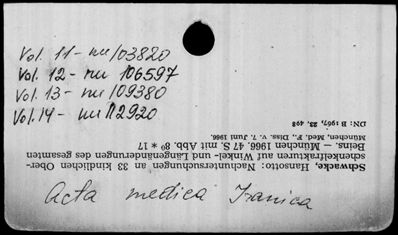 Vol. 11 - nu 103820
Vol. 12 - nu 106597
Vol. 13 - nu 109380
Vol. 14 - nu 112920
Acta medica Iranica
Schwacke, Hansotto: Nachuntersuchungen an 33 kindlichen Ober-
schenkelfrakturen auf Winkel- und Längenänderungen des gesamten
Beins. — München 1966. 47 S. mit Abb. 8° * 17
München, Med. F., Diss. v. 7. Juni 1966.
DN: B 1967, 23, 498